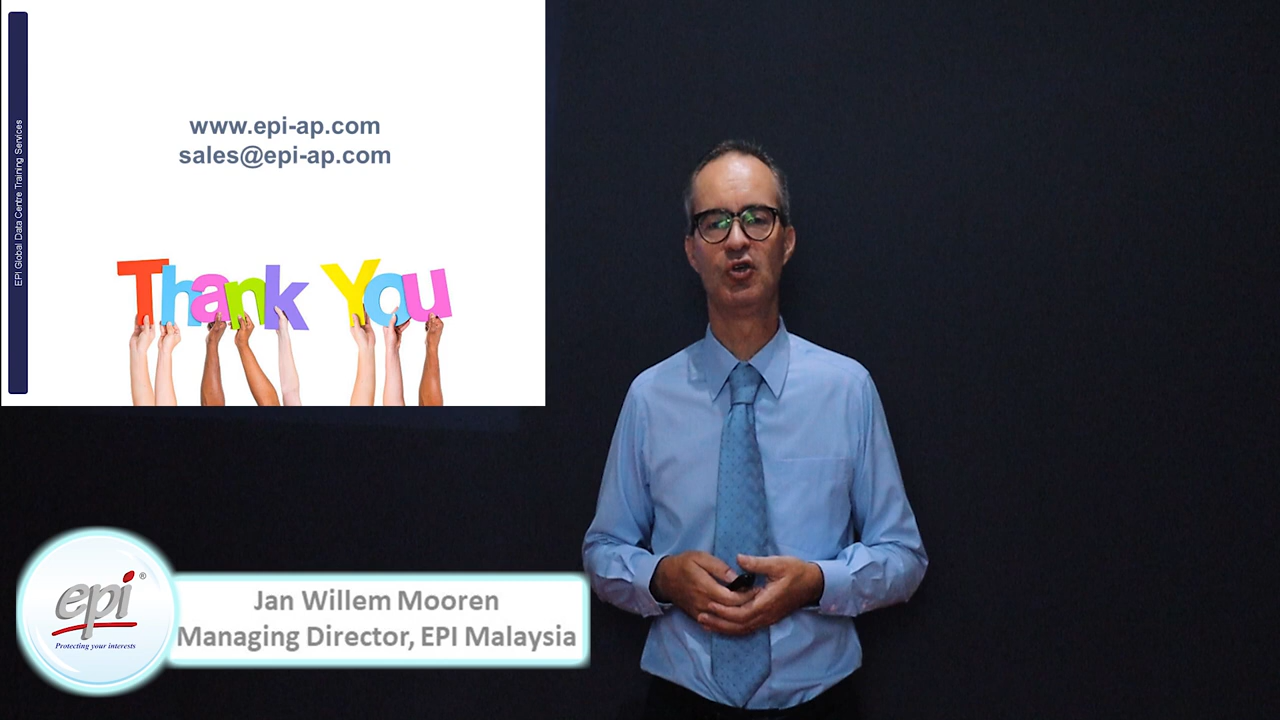 EPI Global Data Centre Training Services
www.epi-ap.com
sales@epi-ap.com
Thank You
epi®
Protecting your interests
Jan Willem Mooren
Managing Director, EPI Malaysia